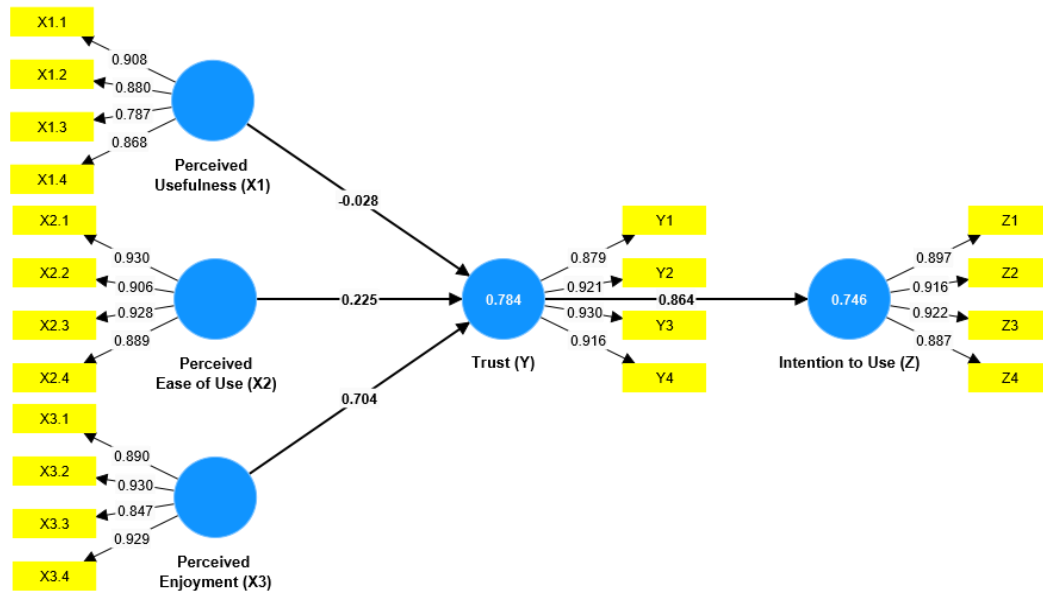 X1.1
0.908
X1.2
0.880
X1.3
0.787
X1.4
0.868
Perceived
Usefulness (X1)
-0.028
X2.1
0.930
X2.2
0.906
X2.3
0.928
X2.4
0.889
Perceived
Ease of Use (X2)
0.225
X3.1
0.890
X3.2
0.930
X3.3
0.847
X3.4
0.929
Perceived
Enjoyment (X3)
0.704
0.784
Trust (Y)
Y1
0.879
Y2
0.921
Y3
0.930
Y4
0.916
0.864
0.746
Intention to Use (Z)
Z1
0.897
Z2
0.916
Z3
0.922
Z4
0.887